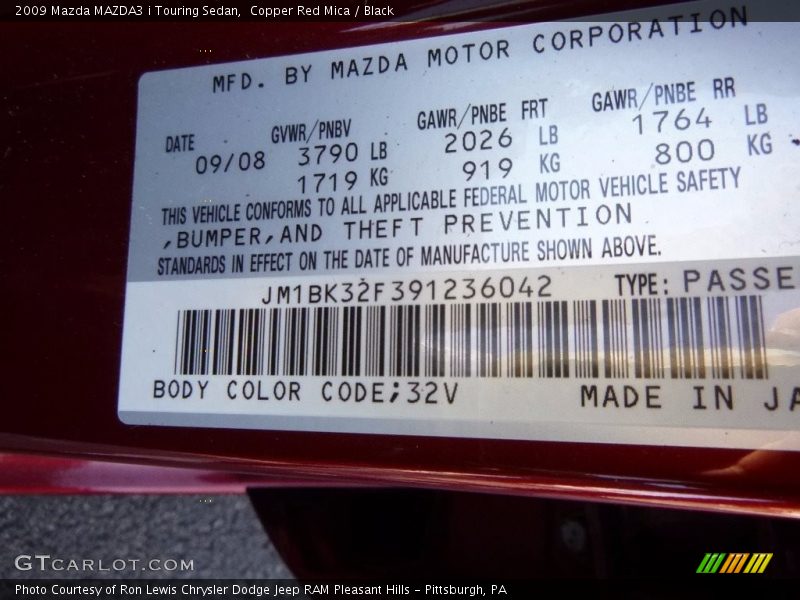 2009 Mazda MAZDA3 i Touring Sedan, Copper Red Mica / Black
MFD. BY MAZDA MOTOR CORPORATION
DATE GVWR/PNBV GAWR/PNBE FRT GAWR/PNBE RR
09/08 3790 LB 2026 LB 1764 LB
1719 KG 919 KG 800 KG
THIS VEHICLE CONFORMS TO ALL APPLICABLE FEDERAL MOTOR VEHICLE SAFETY
,BUMPER,AND THEFT PREVENTION
STANDARDS IN EFFECT ON THE DATE OF MANUFACTURE SHOWN ABOVE.
JM1BK32F391236042 TYPE: PASSE
BODY COLOR CODE;32V MADE IN JA
GTCARLOT.COM
Photo Courtesy of Ron Lewis Chrysler Dodge Jeep RAM Pleasant Hills - Pittsburgh, PA